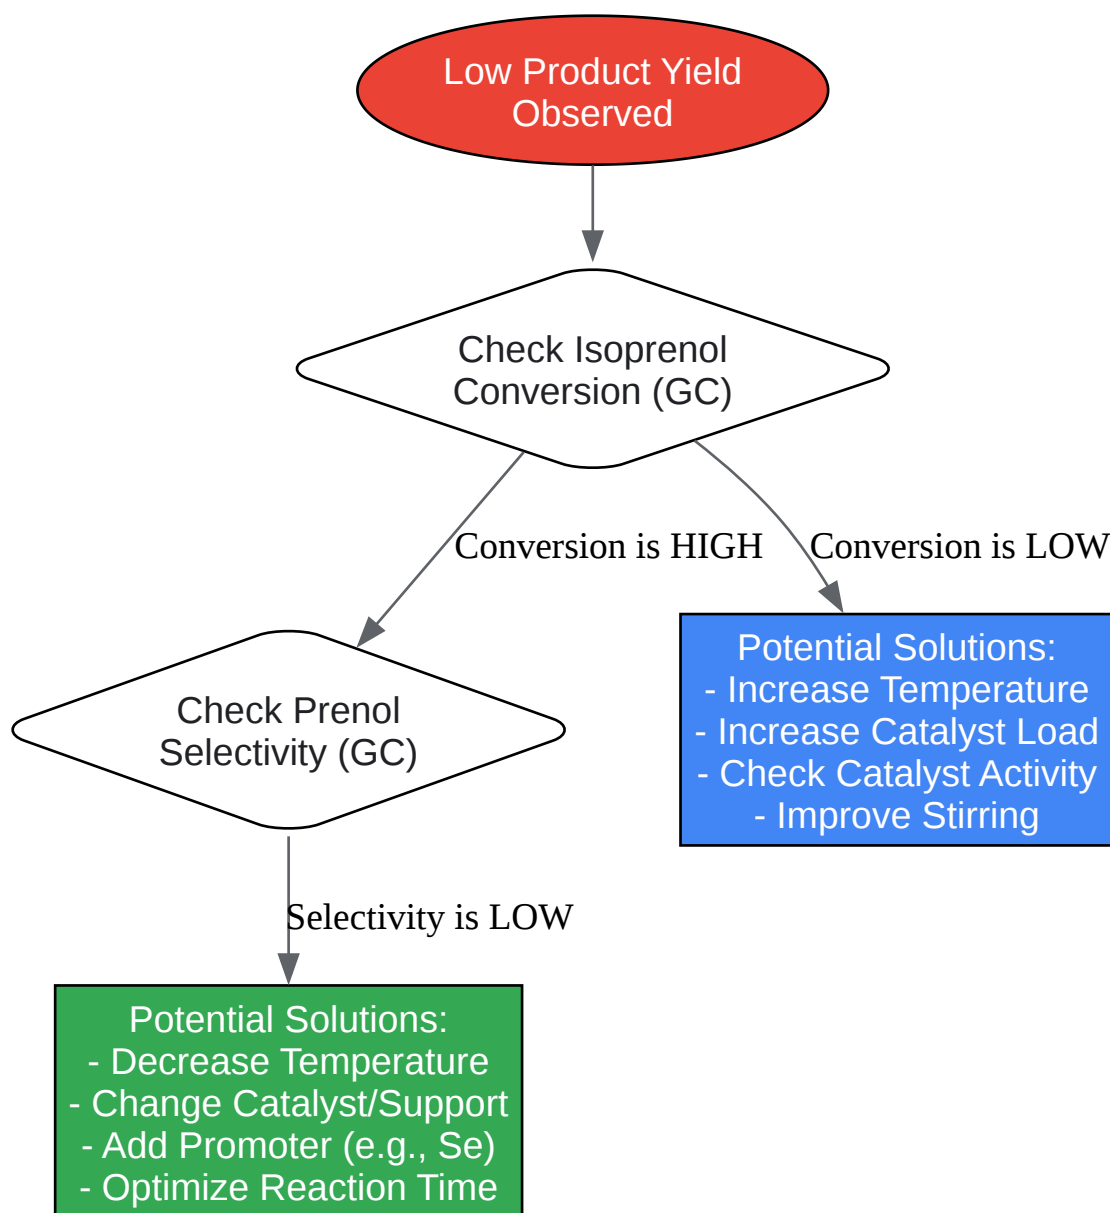 Low Product Yield
Observed
Check Isoprenol
Conversion (GC)
Conversion is HIGH
Conversion is LOW
Check Prenol
Selectivity (GC)
Potential Solutions:
- Increase Temperature
- Increase Catalyst Load
- Check Catalyst Activity
- Improve Stirring
Selectivity is LOW
Potential Solutions:
- Decrease Temperature
- Change Catalyst/Support
- Add Promoter (e.g., Se)
- Optimize Reaction Time